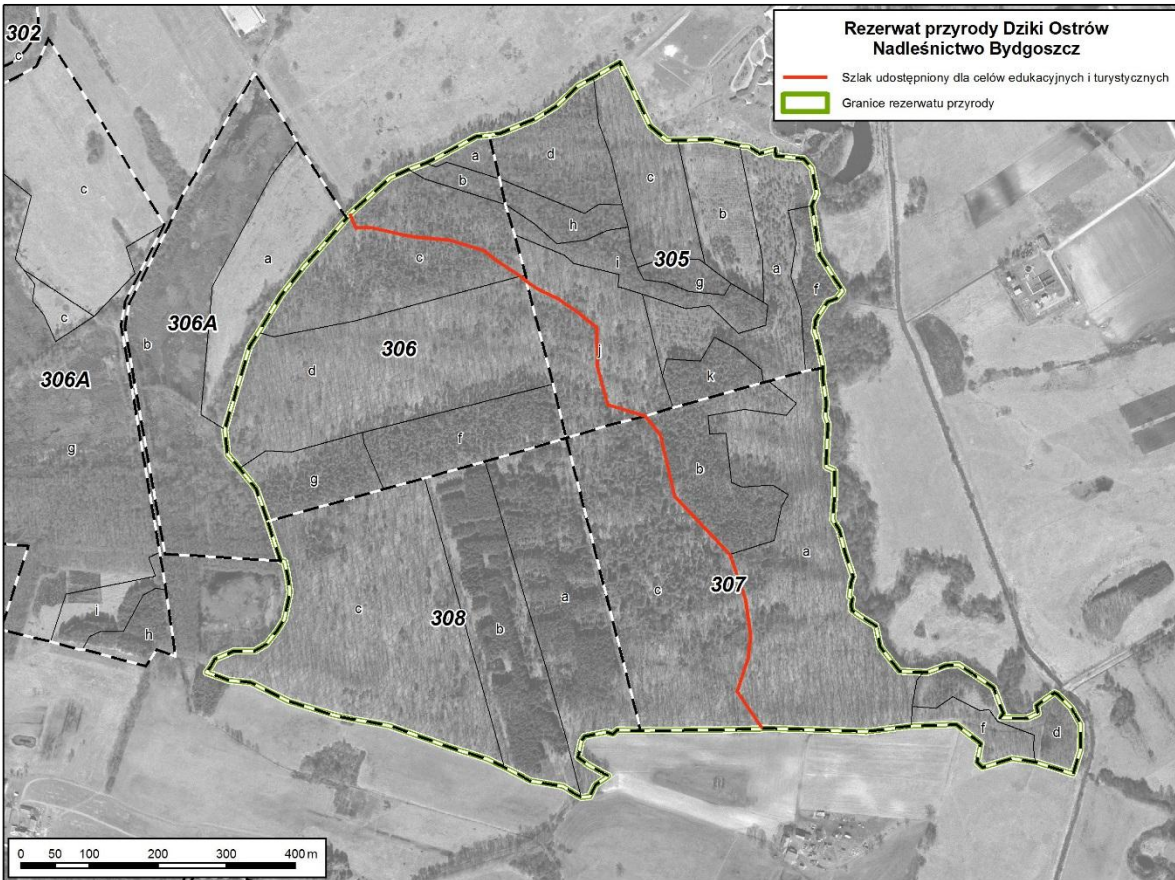 Rezerwat przyrody Dziki Ostrów
Nadleśnictwo Bydgoszcz
Szlak udostępniony dla celów edukacyjnych i turystycznych
Granice rezerwatu przyrody
302
c
c
a
d
a
b
c
b
h
a
c
i
305
g
f
a
c
b
306A
306A
306
j
d
k
g
f
g
b
a
c
308
b
a
c
307
i
h
f
d
0 50 100 200 300 400 m